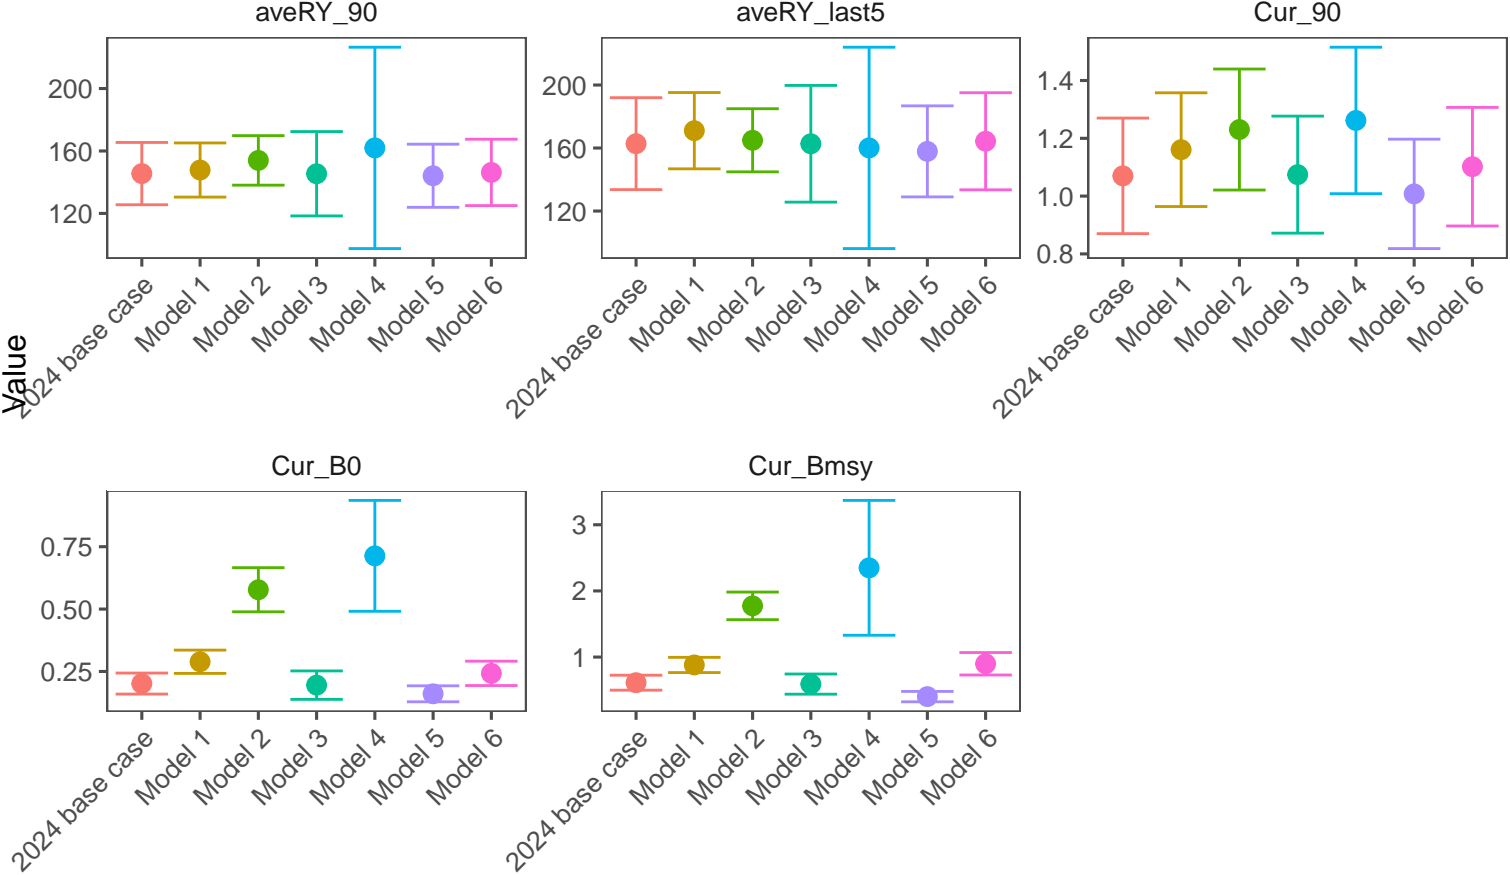 aveRY_90
aveRY_last5
Cur_90
200
160
120
200
160
120
1.4
1.2
1.0
0.8
2024 base case
Model 1
Model 2
Model 3
Model 4
Model 5
Model 6
2024 base case
Model 1
Model 2
Model 3
Model 4
Model 5
Model 6
2024 base case
Model 1
Model 2
Model 3
Model 4
Model 5
Model 6
Value
Cur_B0
Cur_Bmsy
0.75
0.50
0.25
3
2
1
2024 base case
Model 1
Model 2
Model 3
Model 4
Model 5
Model 6
2024 base case
Model 1
Model 2
Model 3
Model 4
Model 5
Model 6